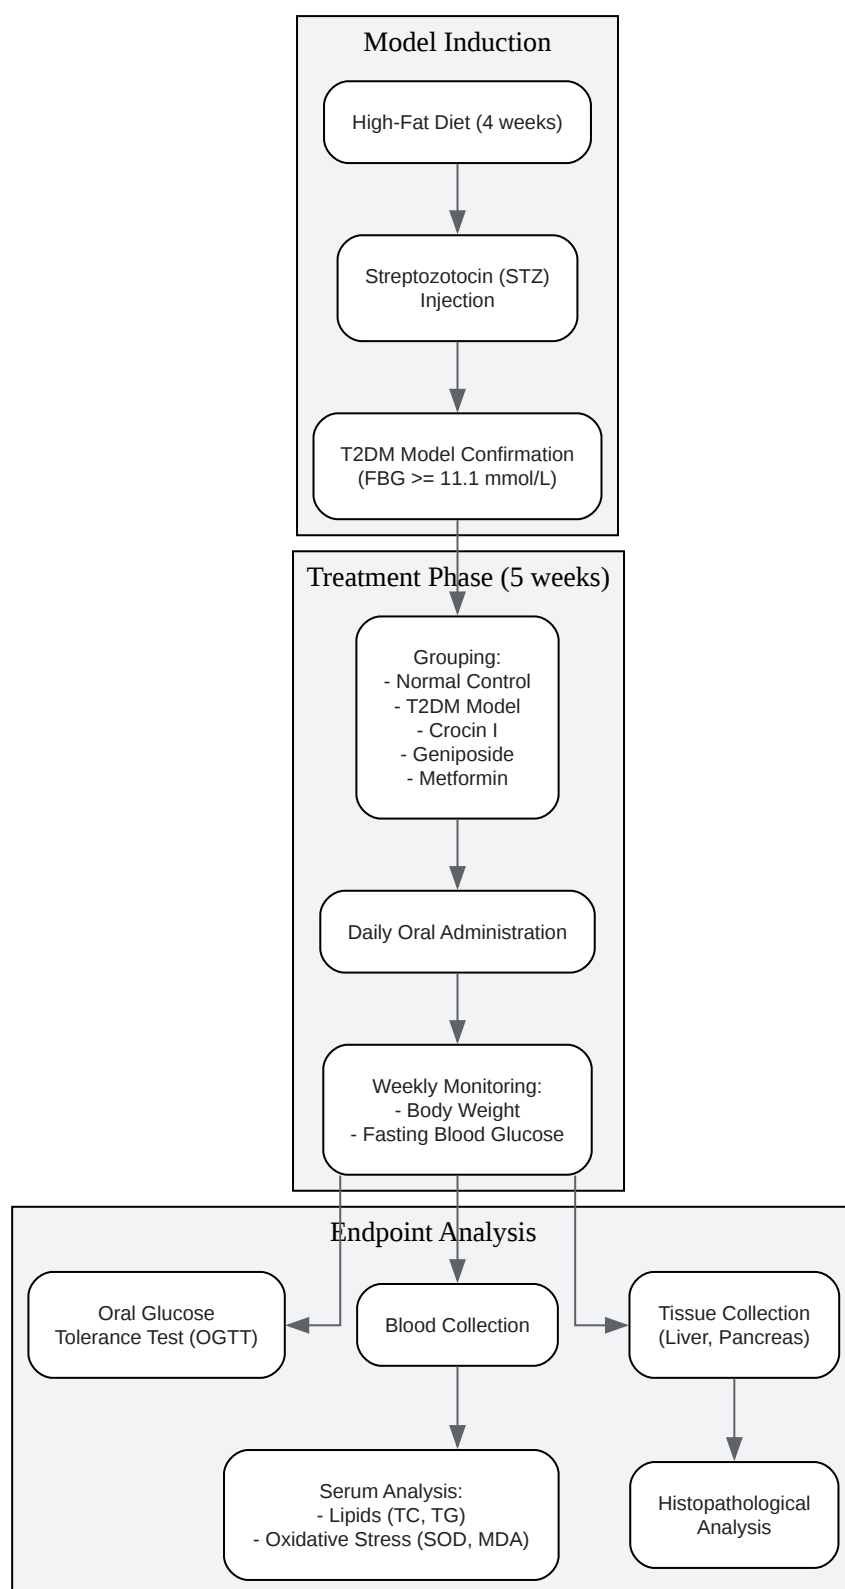 Model Induction
High-Fat Diet (4 weeks)
Streptozotocin (STZ)
Injection
T2DM Model Confirmation
(FBG >= 11.1 mmol/L)
Treatment Phase (5 weeks)
Grouping:
- Normal Control
- T2DM Model
- Crocin I
- Geniposide
- Metformin
Daily Oral Administration
Weekly Monitoring:
- Body Weight
- Fasting Blood Glucose
Endpoint Analysis
Oral Glucose
Tolerance Test (OGTT)
Blood Collection
Tissue Collection
(Liver, Pancreas)
Serum Analysis:
- Lipids (TC, TG)
- Oxidative Stress (SOD, MDA)
Histopathological
Analysis